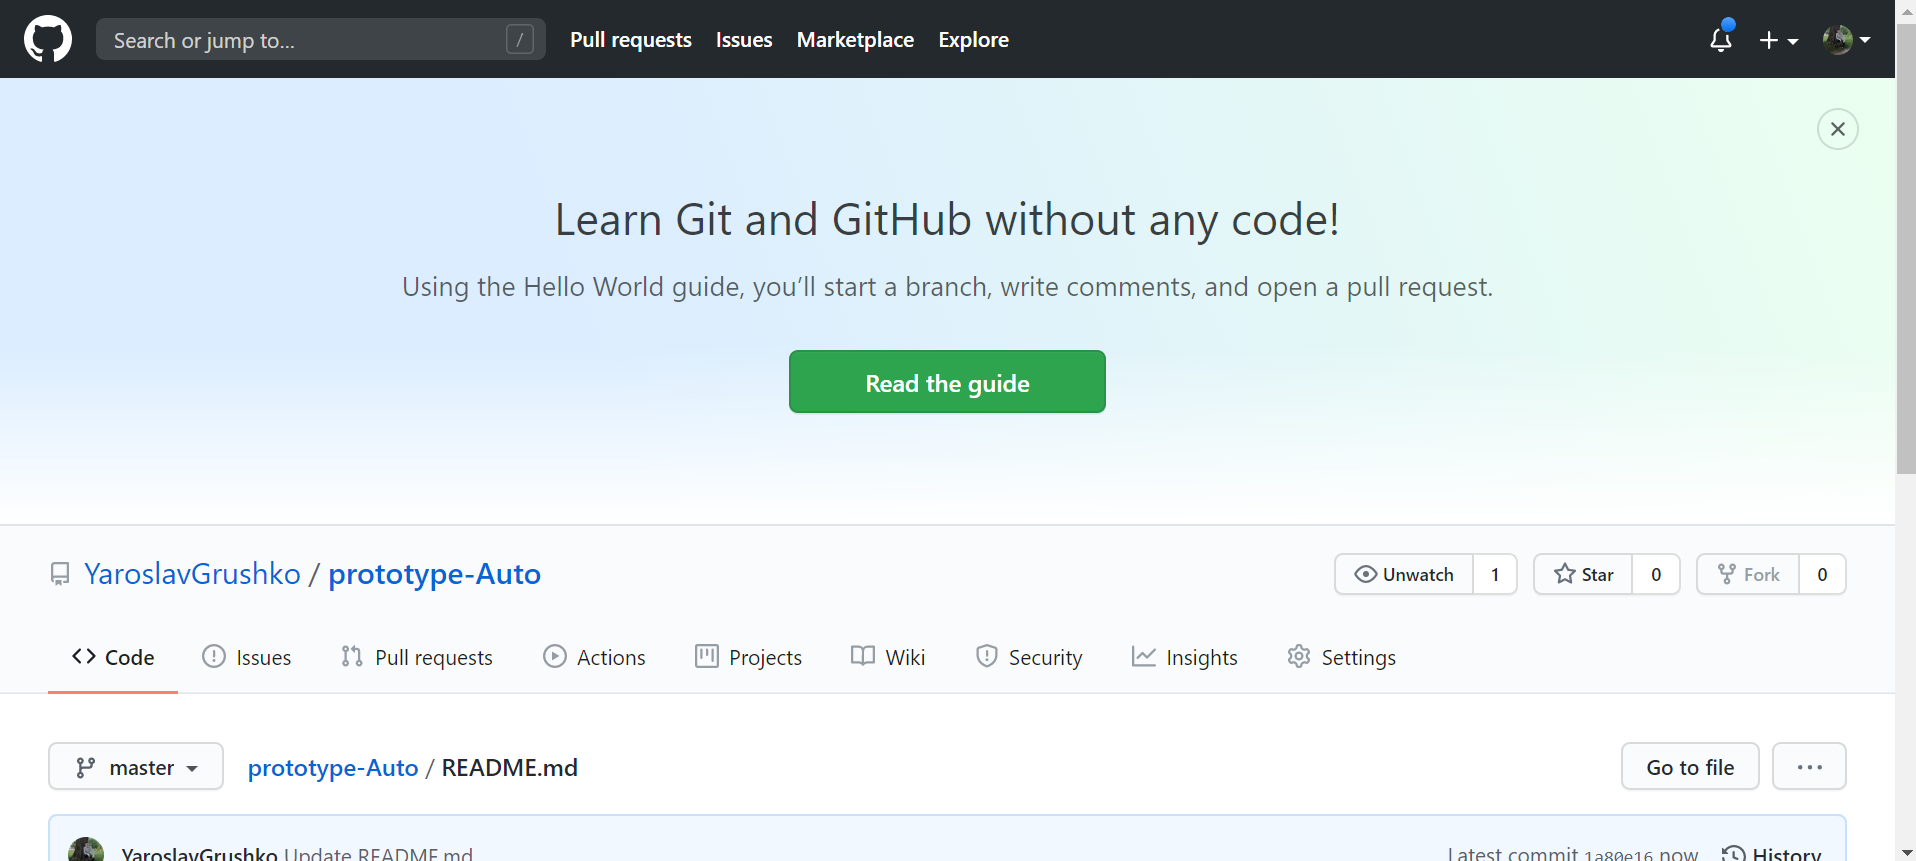 Search or jump to... / Pull requests Issues Marketplace Explore
Learn Git and GitHub without any code!
Using the Hello World guide, you’ll start a branch, write comments, and open a pull request.
Read the guide
YaroslavGrushko / prototype-Auto Unwatch 1 Star 0 Fork 0
Code Issues Pull requests Actions Projects Wiki Security Insights Settings
master prototype-Auto / README.md Go to file ...
YaroslavGrushko Update README.md Latest commit 1a80e16 now History